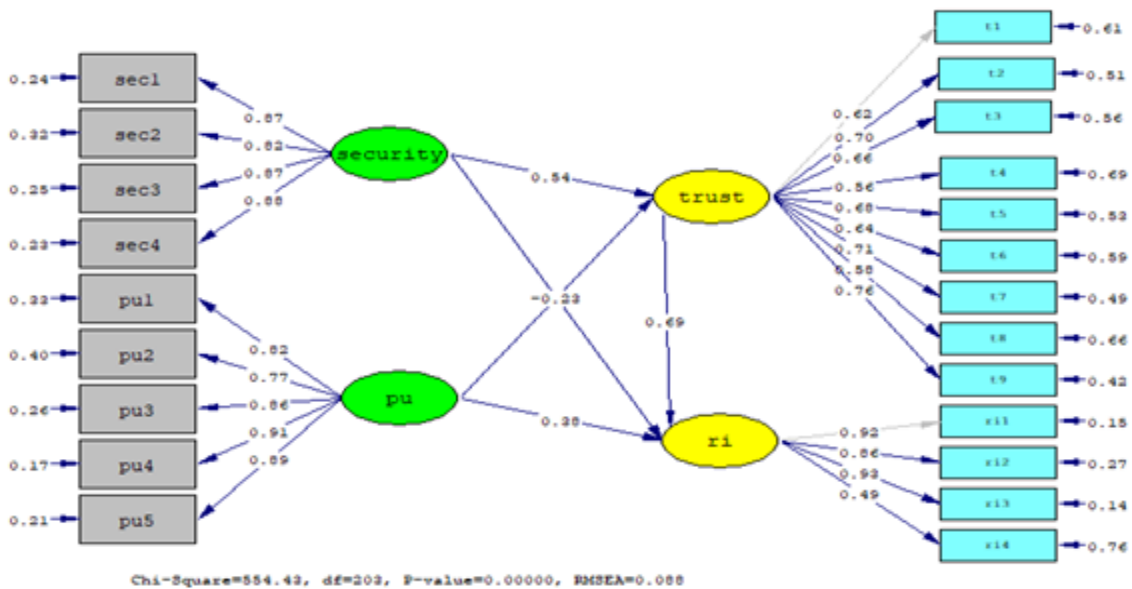 t1
0.61
0.24
sec1
t2
0.51
t3
0.56
0.87
0.62
0.32
sec2
0.82
security
0.70
0.66
0.25
sec3
0.87
0.54
trust
0.56
t4
0.69
0.88
0.68
t5
0.53
0.23
sec4
0.64
t6
0.59
0.71
0.58
0.76
t7
0.49
0.33
pu1
-0.23
0.69
t8
0.66
0.82
0.40
pu2
0.77
t9
0.42
0.26
pu3
0.86
pu
0.38
ri
0.91
0.92
ri1
0.15
0.17
pu4
0.89
0.86
ri2
0.27
0.93
0.49
ri3
0.14
0.21
pu5
ri4
0.76
Chi-Square=554.43, df=203, P-value=0.00000, RMSEA=0.088